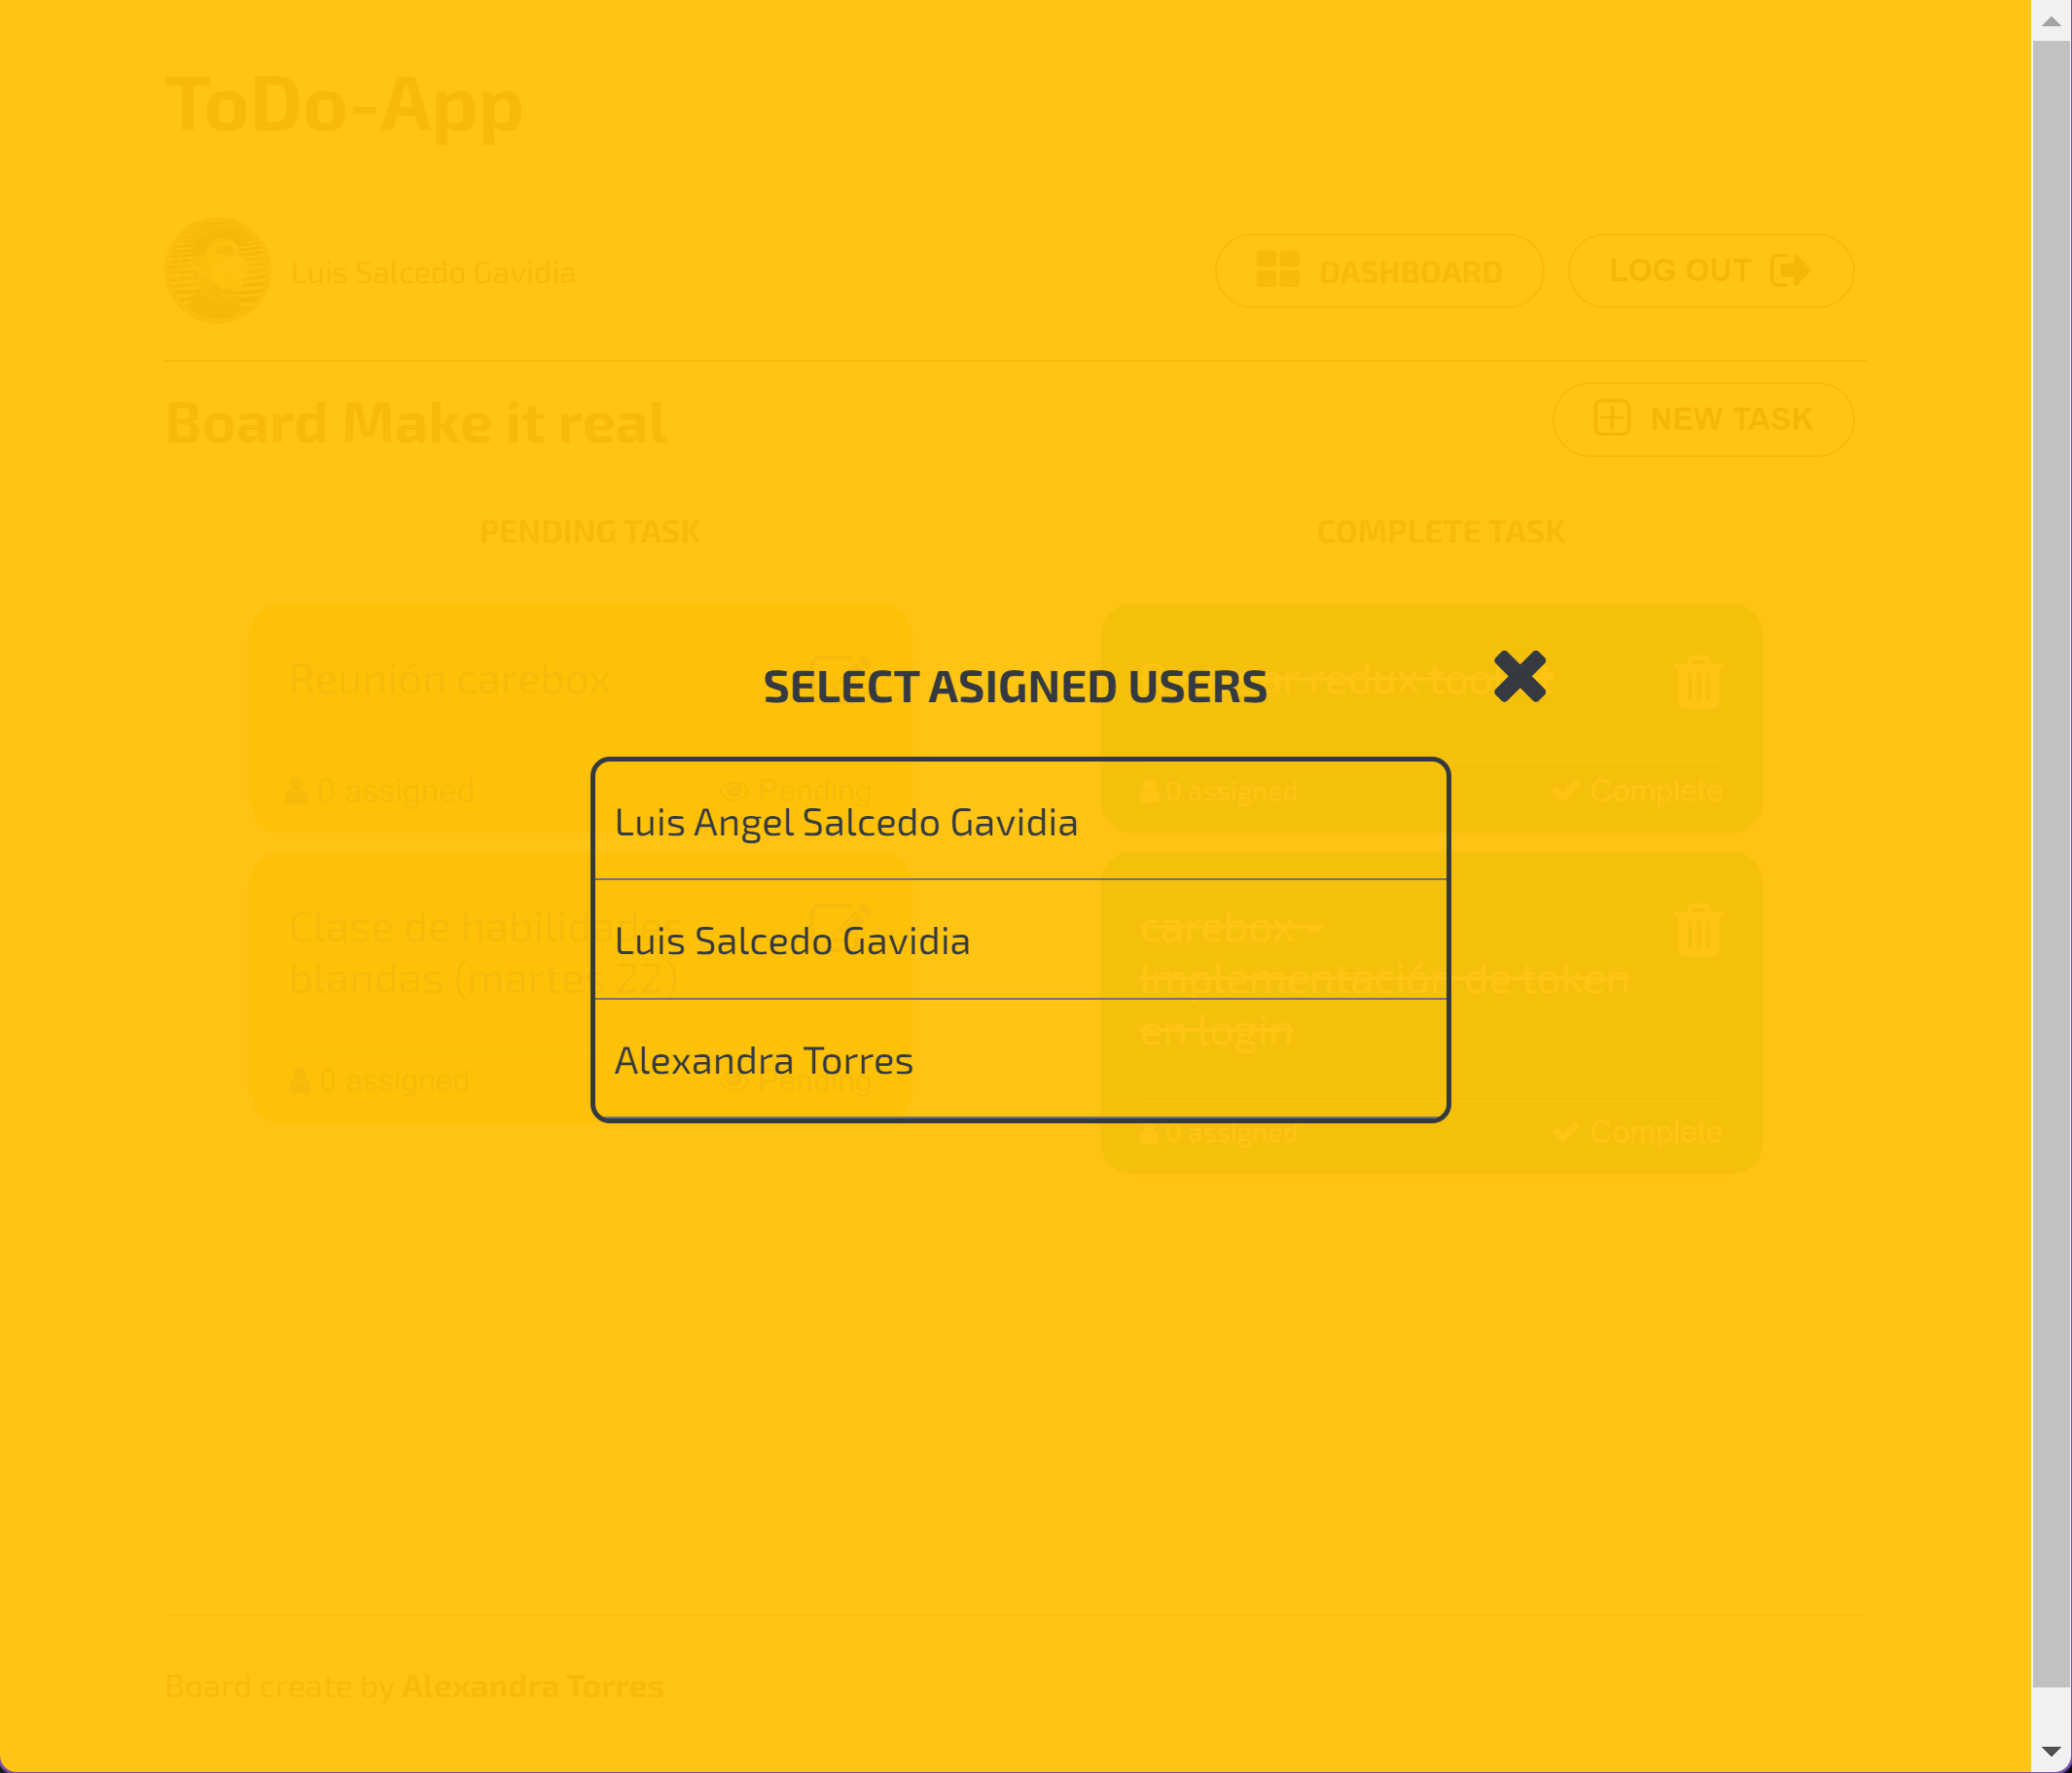 ToDo-App
Luis Salcedo Gavidia
DASHBOARD
LOG OUT
Board Make it real
NEW TASK
PENDING TASK
COMPLETE TASK
Reunión carebox
0 assigned
Pending
Clase de habilidades
blandas (martes 22)
0 assigned
Pending
redux
0 assigned
Complete
carebox -
Implementación de token
en login
0 assigned
Complete
SELECT ASIGNED USERS
Luis Angel Salcedo Gavidia
Luis Salcedo Gavidia
Alexandra Torres
Board create by Alexandra Torres